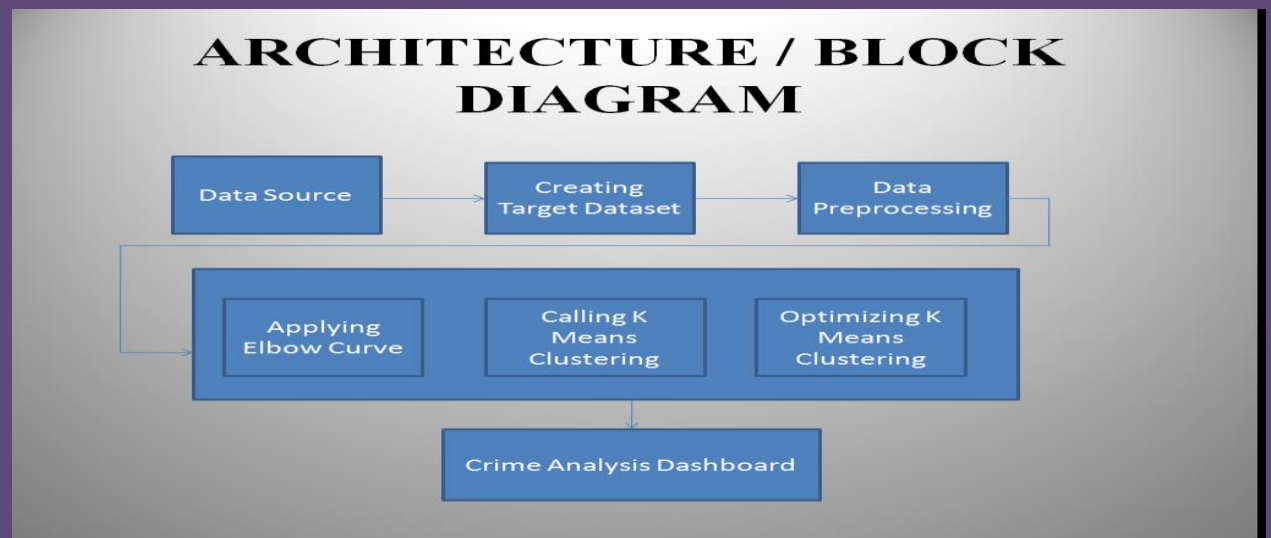 ARCHITECTURE / BLOCK
DIAGRAM
Data Source
Creating
Target Dataset
Data
Preprocessing
Applying
Elbow Curve
Calling K
Means
Clustering
Optimizing K
Means
Clustering
Crime Analysis Dashboard